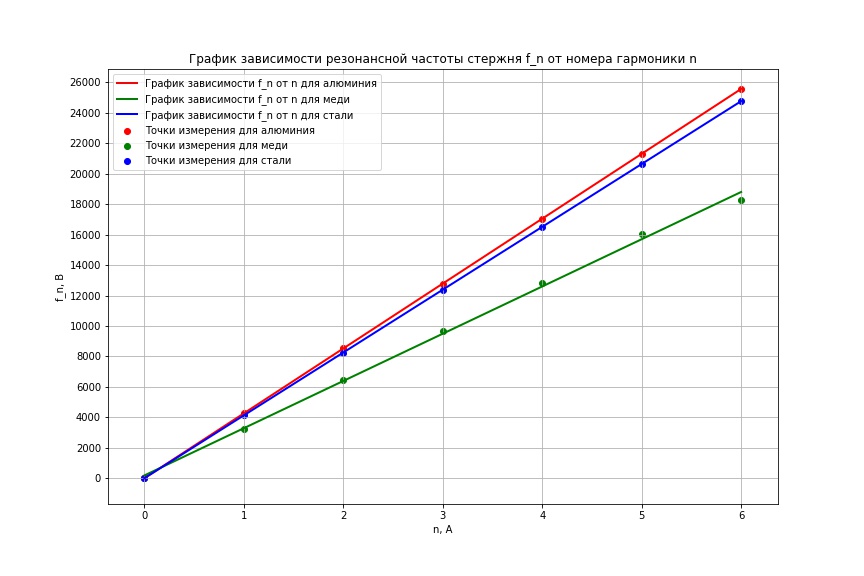 График зависимости резонансной частоты стержня f_n от номера гармоники n
График зависимости f_n от n для алюминия
График зависимости f_n от n для меди
График зависимости f_n от n для стали
Точки измерения для алюминия
Точки измерения для меди
Точки измерения для стали
26000
24000
22000
20000
18000
16000
14000
12000
10000
8000
6000
4000
2000
0
f_n, В
0 1 2 3 4 5 6
n, А